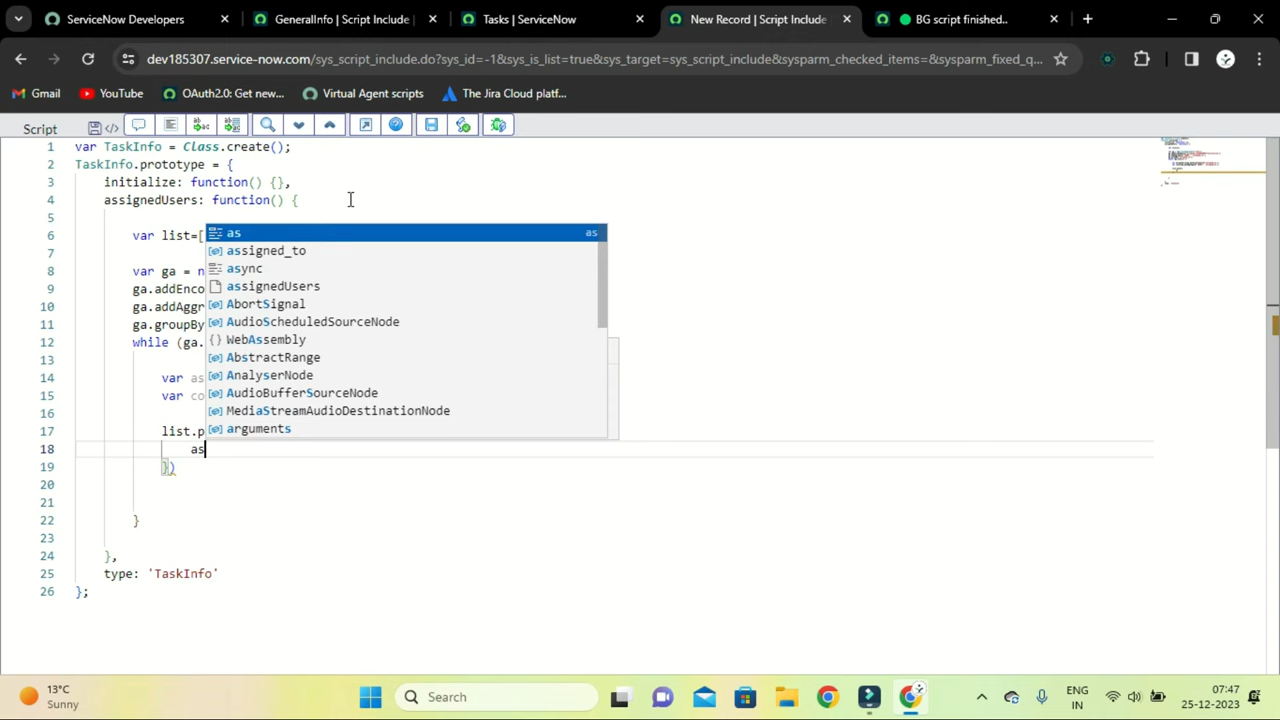 ServiceNow Developers
GeneralInfo | Script Include |
Tasks | ServiceNow
New Record | Script Include
BG script finished..
dev185307.service-now.com/sys_script_include.do?sys_id=-1&sys_is_list=true&sys_target=sys_script_include&sysparm_checked_items=&sysparm_fixed_q...
Gmail
YouTube
OAuth2.0: Get new...
Virtual Agent scripts
The Jira Cloud platf...
Script
1 var TaskInfo = Class.create();
2 TaskInfo.prototype = {
3 initialize: function() {},
4 assignedUsers: function() {
5
6 var list=[
7
8 var ga = n
9 ga.addEnco
10 ga.addAggr
11 ga.groupBy
12 while (ga.
13
14 var as
15 var co
16
17 list.p
18 as
19 })
20
21
22 }
23
24 },
25 type: 'TaskInfo'
26 };
as as
assigned_to
async
assignedUsers
AbortSignal
AudioScheduledSourceNode
WebAssembly
AbstractRange
AnalyserNode
AudioBufferSourceNode
MediaStreamAudioDestinationNode
arguments
13°C
Sunny
Search
ENG
IN
07:47
25-12-2023